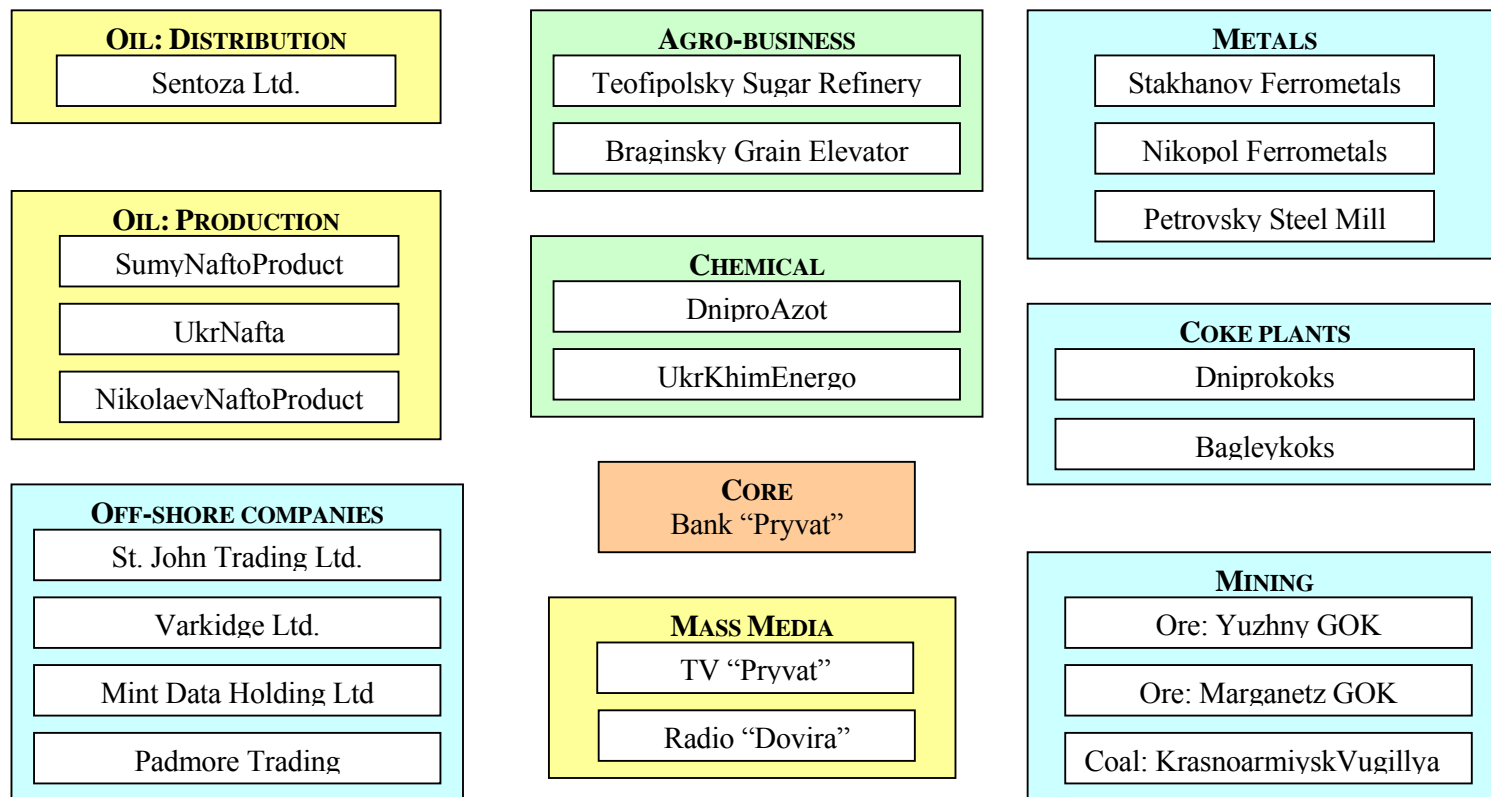 OIL: DISTRIBUTION
Sentoza Ltd.
OIL: PRODUCTION
SumyNaftoProduct
UkrNafta
NikolaevNaftoProduct
OFF-SHORE COMPANIES
St. John Trading Ltd.
Varkidge Ltd.
Mint Data Holding Ltd
Padmore Trading
AGRO-BUSINESS
Teofipolsky Sugar Refinery
Braginsky Grain Elevator
CHEMICAL
DniproAzot
UkrKhimEnergo
CORE
Bank “Pryvat”
MASS MEDIA
TV “Pryvat”
Radio “Dovira”
METALS
Stakhanov Ferrometals
Nikopol Ferrometals
Petrovsky Steel Mill
COKE PLANTS
Dniprokoks
Bagleykoks
MINING
Ore: Yuzhny GOK
Ore: Marganetz GOK
Coal: KrasnoarmiyskVugillya